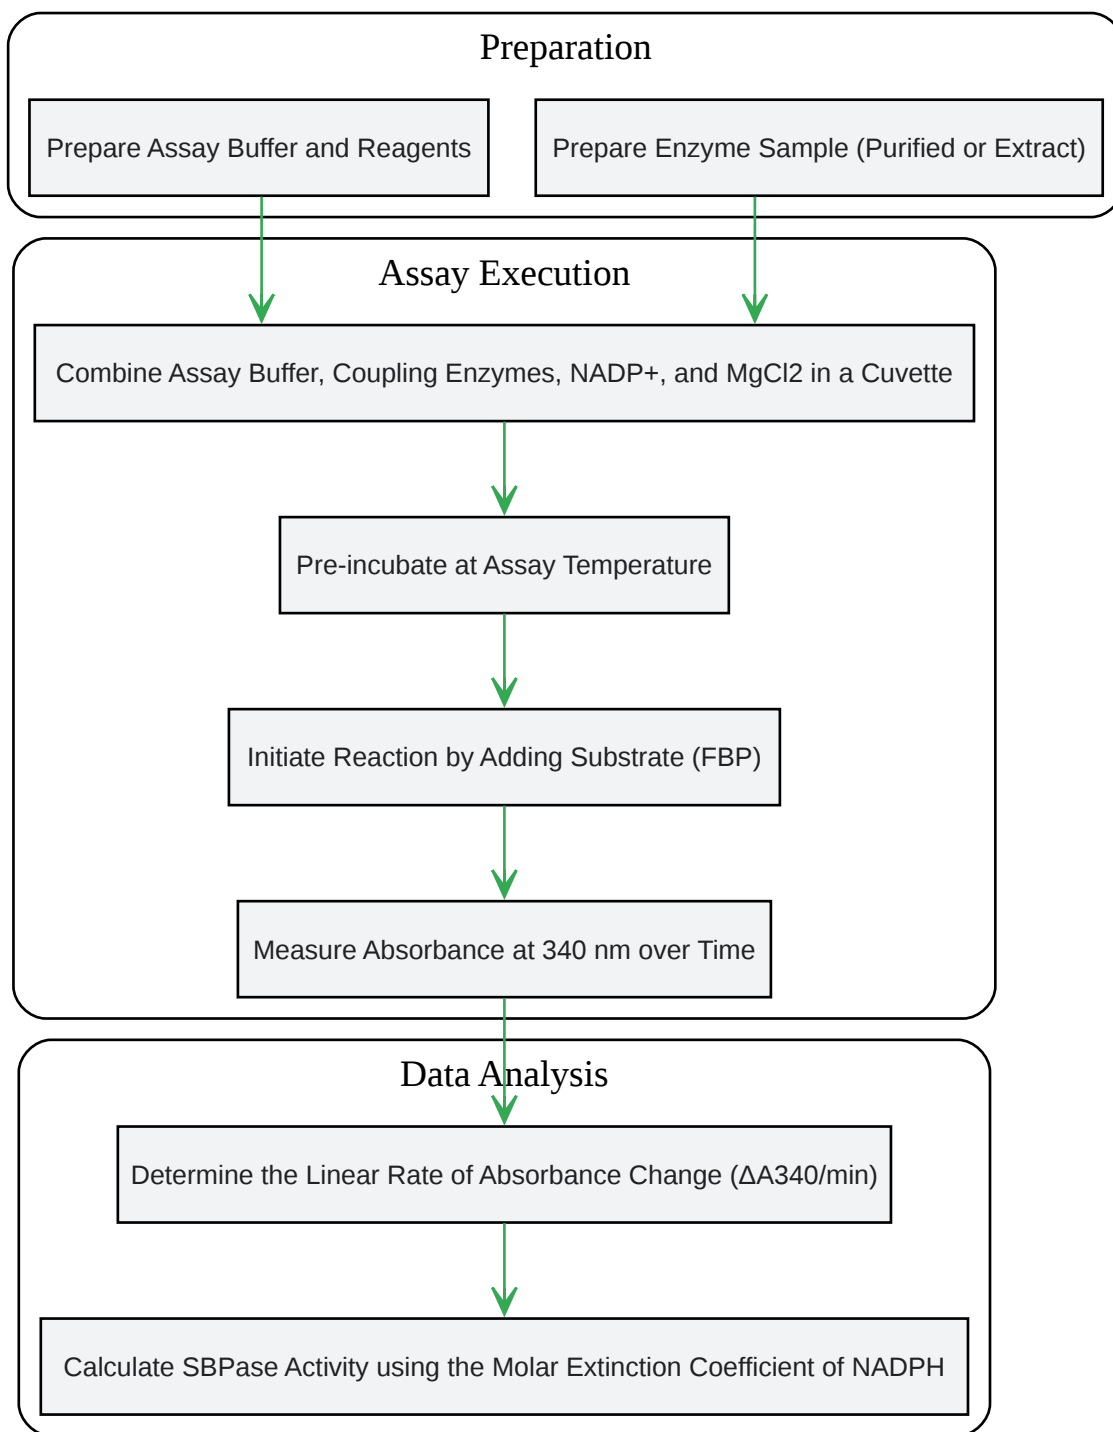 Preparation
Prepare Assay Buffer and Reagents
Prepare Enzyme Sample (Purified or Extract)
Assay Execution
Combine Assay Buffer, Coupling Enzymes, NADP+, and MgCl2 in a Cuvette
Pre-incubate at Assay Temperature
Initiate Reaction by Adding Substrate (FBP)
Measure Absorbance at 340 nm over Time
Data Analysis
Determine the Linear Rate of Absorbance Change (ΔA340/min)
Calculate SBPase Activity using the Molar Extinction Coefficient of NADPH